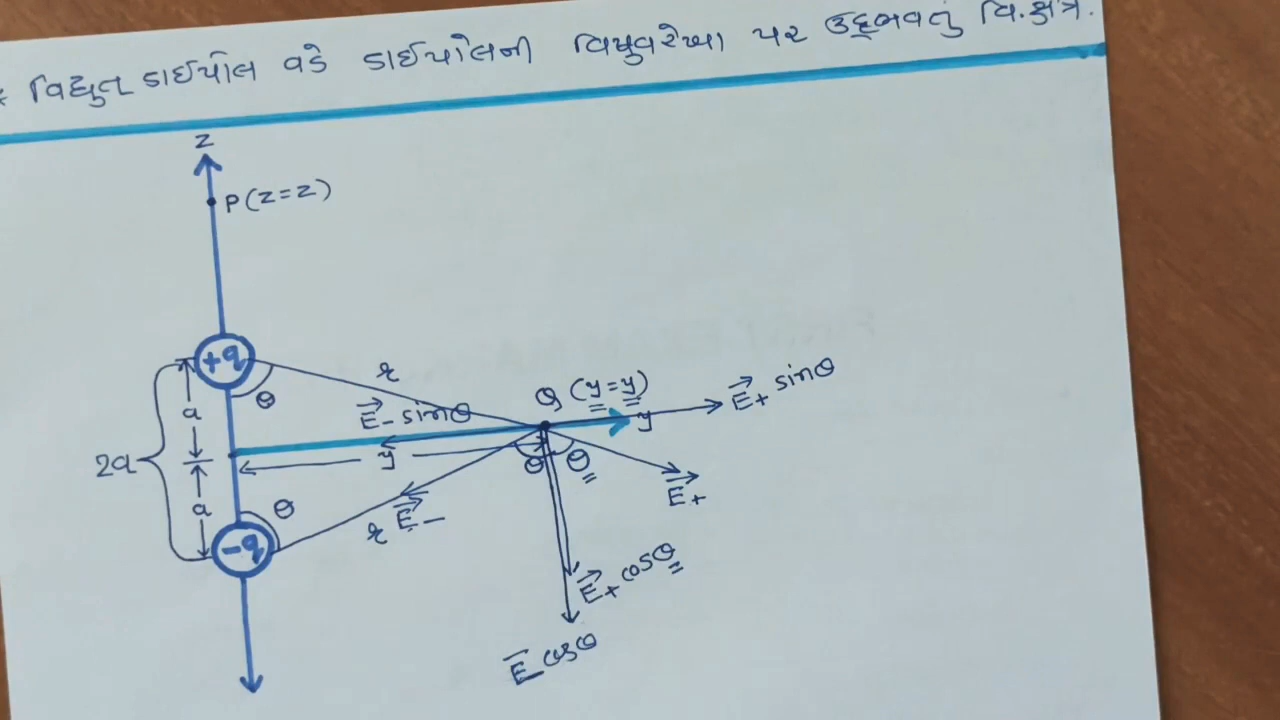 * વિદ્યુત ડાઈપોલ વડે ડાઈપોલની વિષુવરેખા પર ઉદ્ભવતું વિ.ક્ષેત્ર.
z
P(z=z)
+q
r
θ
a
2a
a
Q (y=y)
E⃗+ sinθ
E⃗- sinθ
y
y
θ θ
E⃗+
θ
r E⃗-
-q
E⃗+ cosθ
E⃗ cosθ